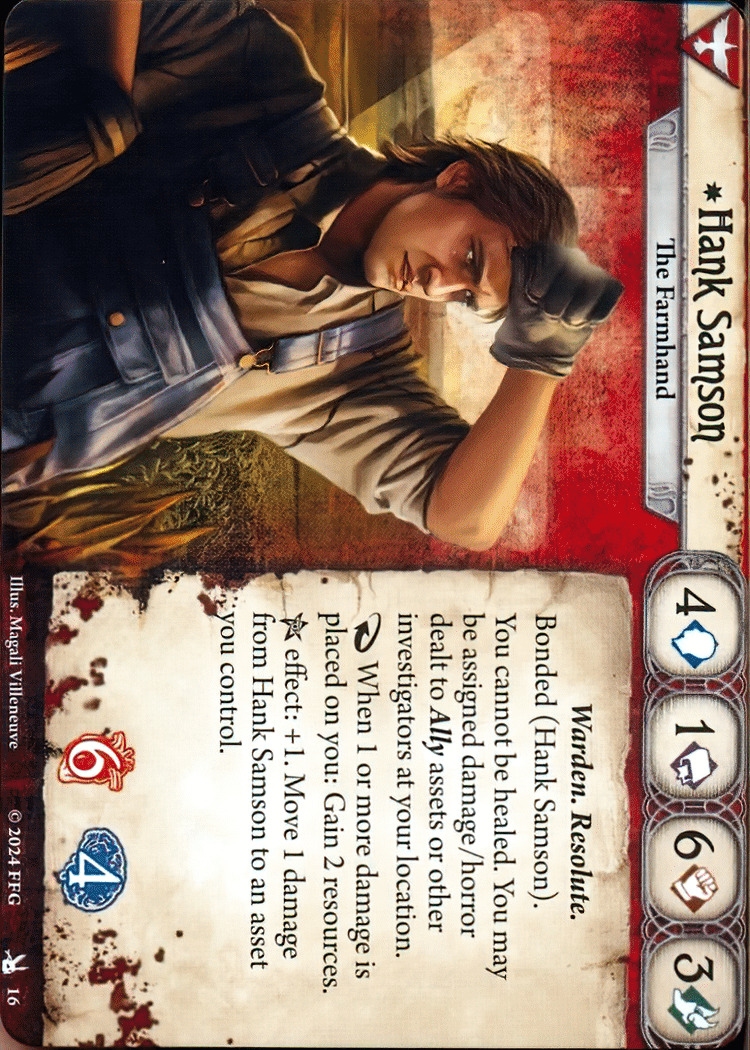 Hank Samson
The Farmhand
4 1 6 3
Warden. Resolute.
Bonded (Hank Samson).
You cannot be healed. You may
be assigned damage/horror
dealt to Ally assets or other
investigators at your location.
When 1 or more damage is
placed on you: Gain 2 resources.
effect: +1. Move 1 damage
from Hank Samson to an asset
you control.
6 4
Illus. Magali Villeneuve © 2024 FFG 16